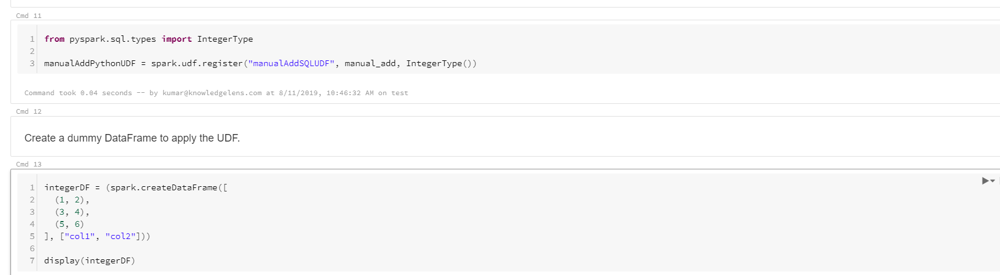 Cmd 11
1 from pyspark.sql.types import IntegerType
2
3 manualAddPythonUDF = spark.udf.register("manualAddSQLUDF", manual_add, IntegerType())
Command took 0.04 seconds -- by kumar@knowledgelens.com at 8/11/2019, 10:46:32 AM on test
Cmd 12
Create a dummy DataFrame to apply the UDF.
Cmd 13
1 integerDF = (spark.createDataFrame([
2   (1, 2),
3   (3, 4),
4   (5, 6)
5 ], ["col1", "col2"]))
6
7 display(integerDF)